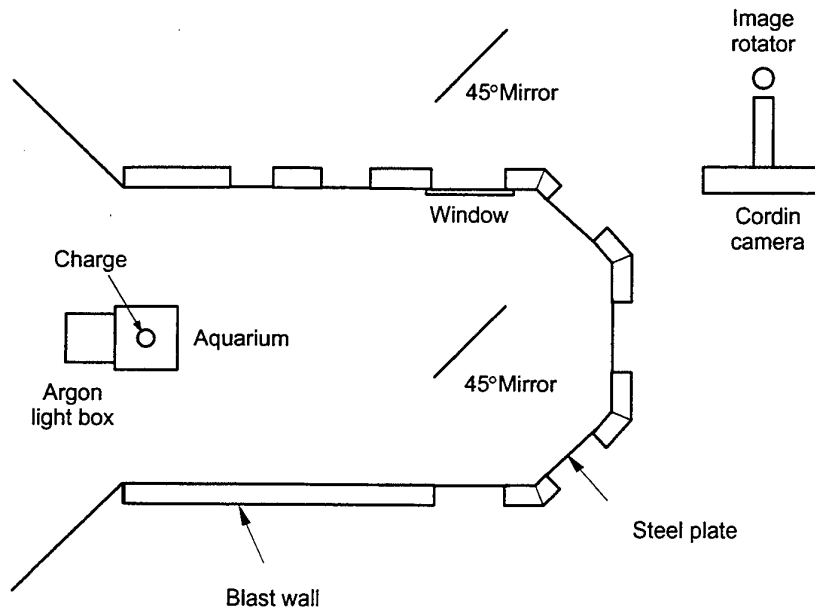 Image
rotator
45°Mirror
Window
Cordin
camera
Charge
Aquarium
45°Mirror
Argon
light box
Steel plate
Blast wall